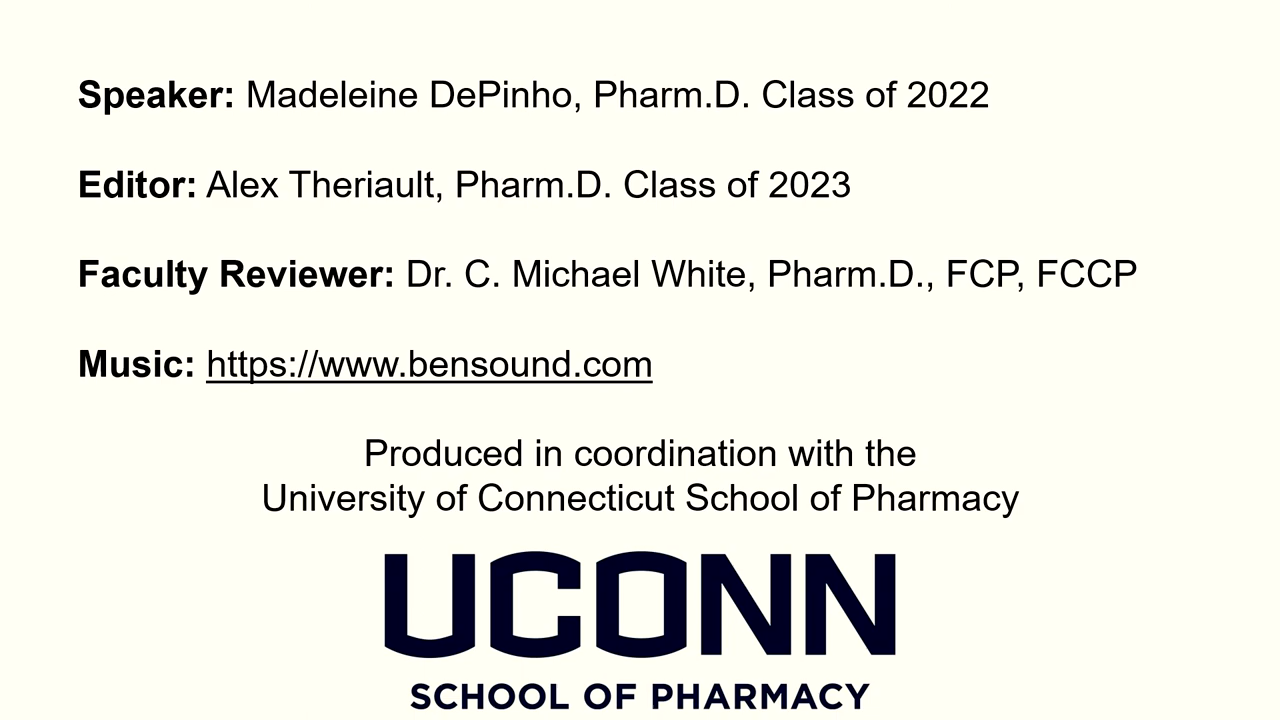 Speaker: Madeleine DePinho, Pharm.D. Class of 2022
Editor: Alex Theriault, Pharm.D. Class of 2023
Faculty Reviewer: Dr. C. Michael White, Pharm.D., FCP, FCCP
Music: https://www.bensound.com
Produced in coordination with the
University of Connecticut School of Pharmacy
UCONN
SCHOOL OF PHARMACY